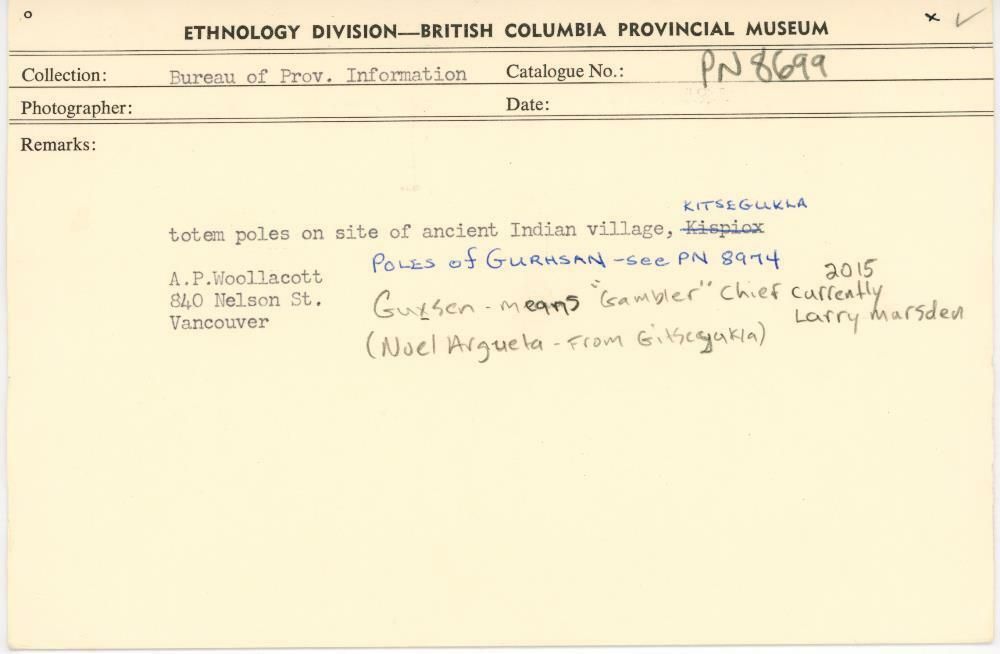 ETHNOLOGY DIVISION—BRITISH COLUMBIA PROVINCIAL MUSEUM
Collection: Bureau of Prov. Information Catalogue No.: PN 8699
Photographer: Date:
Remarks:
KITSEGUKLA
totem poles on site of ancient Indian village, Kispiox
POLES of GURHSAN - see PN 8974
A.P.Woollacott
840 Nelson St.
Vancouver
2015
Guxsen - means "Gambler" Chief currently
Larry Marsden
(Noel Argueta - From Gitsegukla)